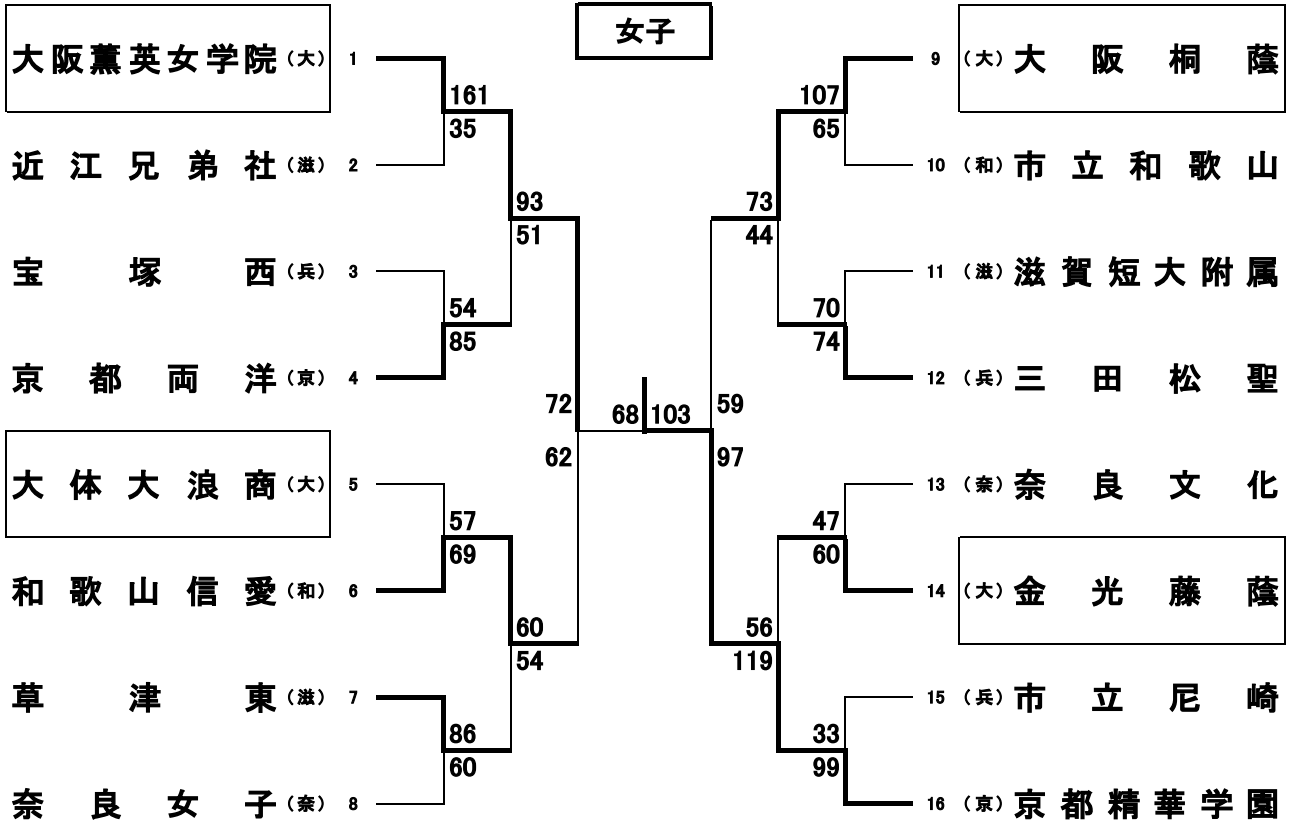 女子
大阪薫英女学院（大） 1
161
35
近江兄弟社（滋） 2
93
51
宝塚西（兵） 3
54
85
京都両洋（京） 4
72
62
大体大浪商（大） 5
57
69
和歌山信愛（和） 6
60
54
草津東（滋） 7
86
60
奈良女子（奈） 8
68 103
9 （大）大阪桐蔭
107
65
10 （和）市立和歌山
73
44
11 （滋）滋賀短大附属
70
74
12 （兵）三田松聖
59
97
13 （奈）奈良文化
47
60
14 （大）金光藤蔭
56
119
15 （兵）市立尼崎
33
99
16 （京）京都精華学園